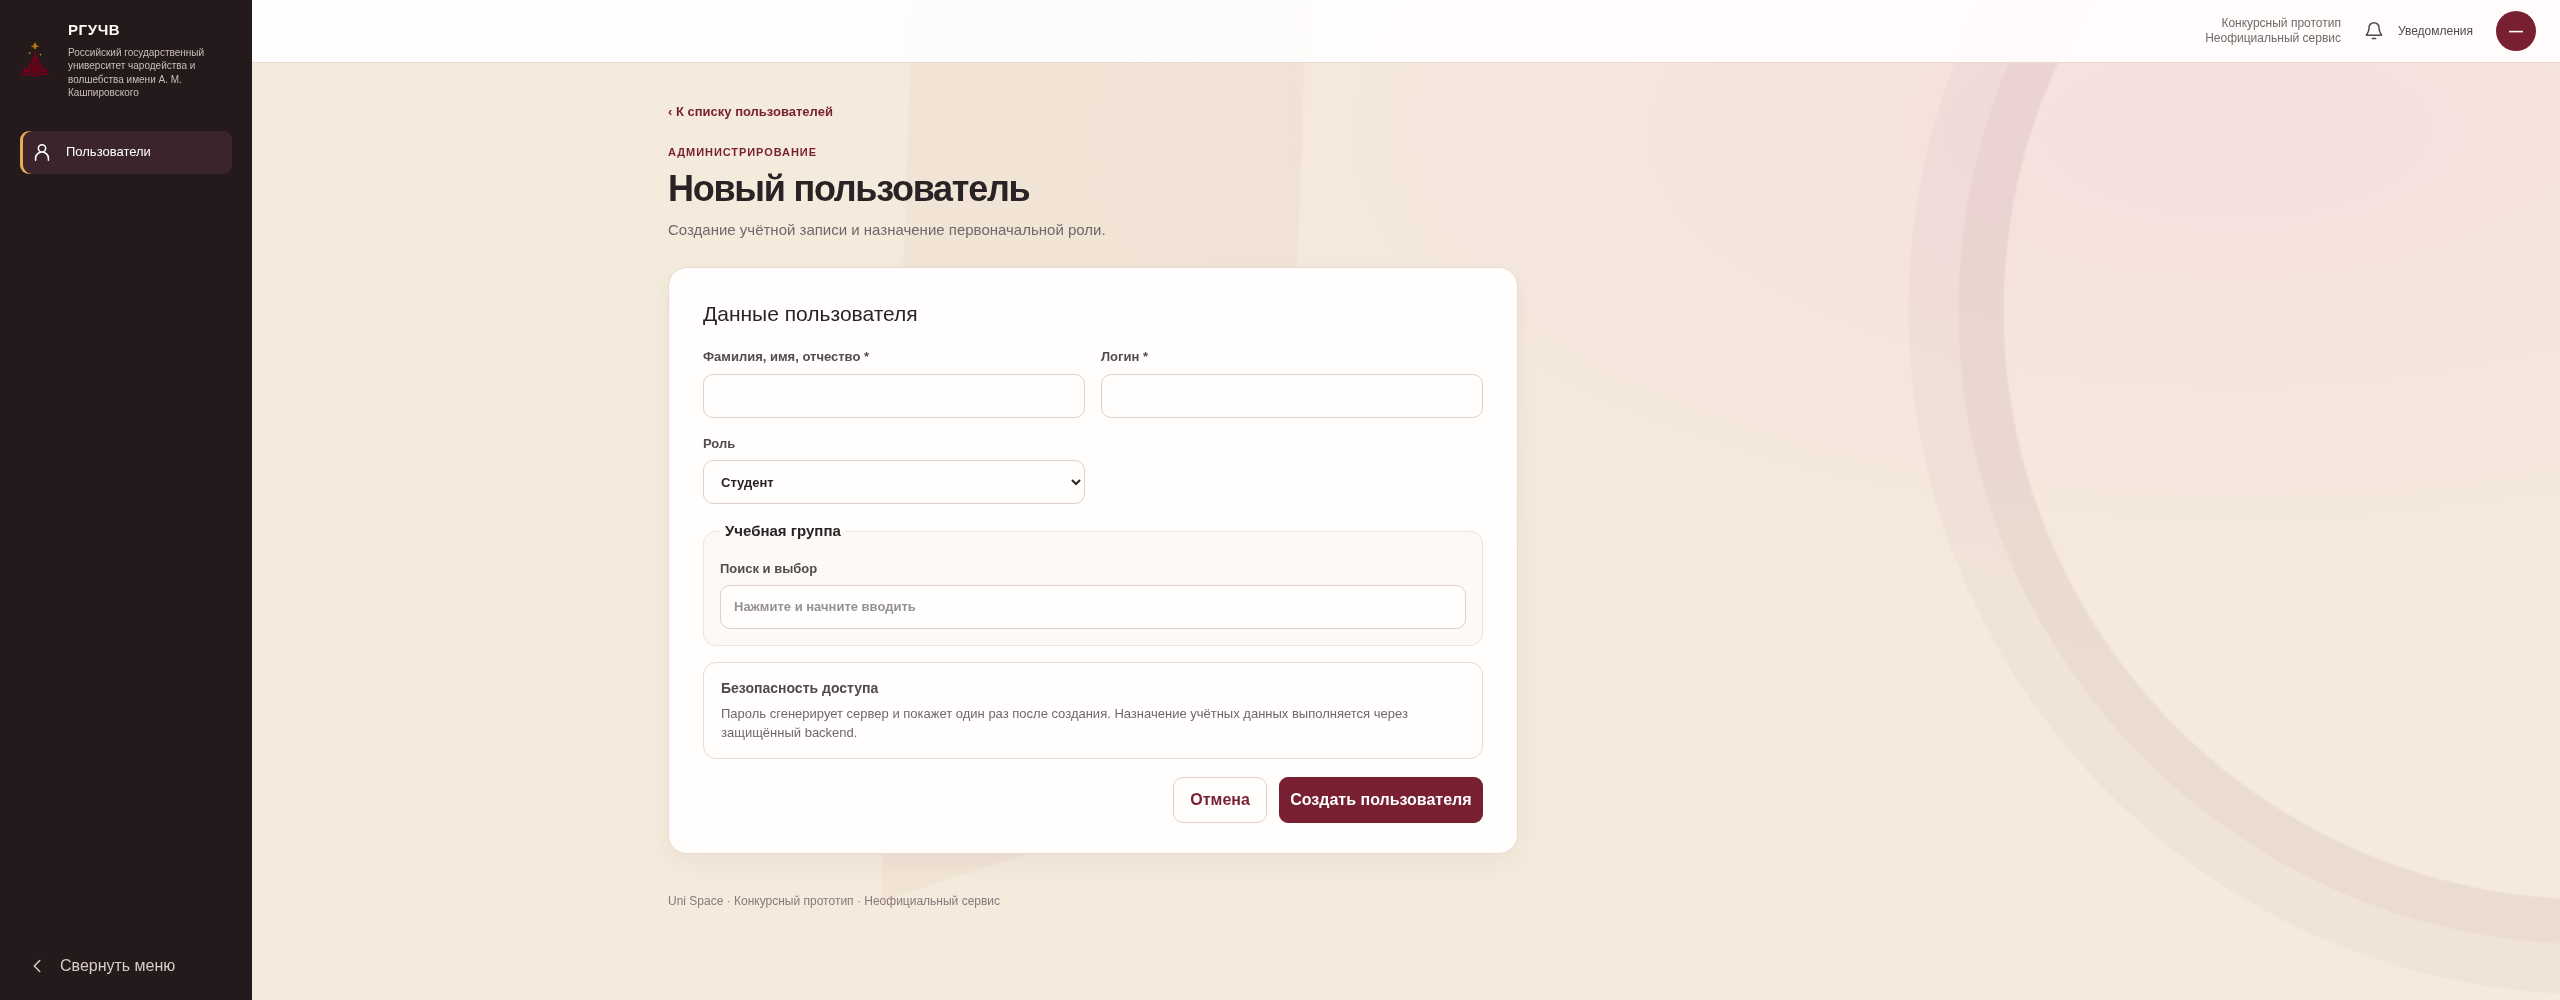 РГУЧВ
Российский государственный
университет чародейства и
волшебства имени А. М.
Кашпировского
Пользователи
Свернуть меню
Конкурсный прототип
Неофициальный сервис
Уведомления
‹ К списку пользователей
АДМИНИСТРИРОВАНИЕ
Новый пользователь
Создание учётной записи и назначение первоначальной роли.
Данные пользователя
Фамилия, имя, отчество *
Логин *
Роль
Студент
Учебная группа
Поиск и выбор
Нажмите и начните вводить
Безопасность доступа
Пароль сгенерирует сервер и покажет один раз после создания. Назначение учётных данных выполняется через
защищённый backend.
Отмена
Создать пользователя
Uni Space · Конкурсный прототип · Неофициальный сервис